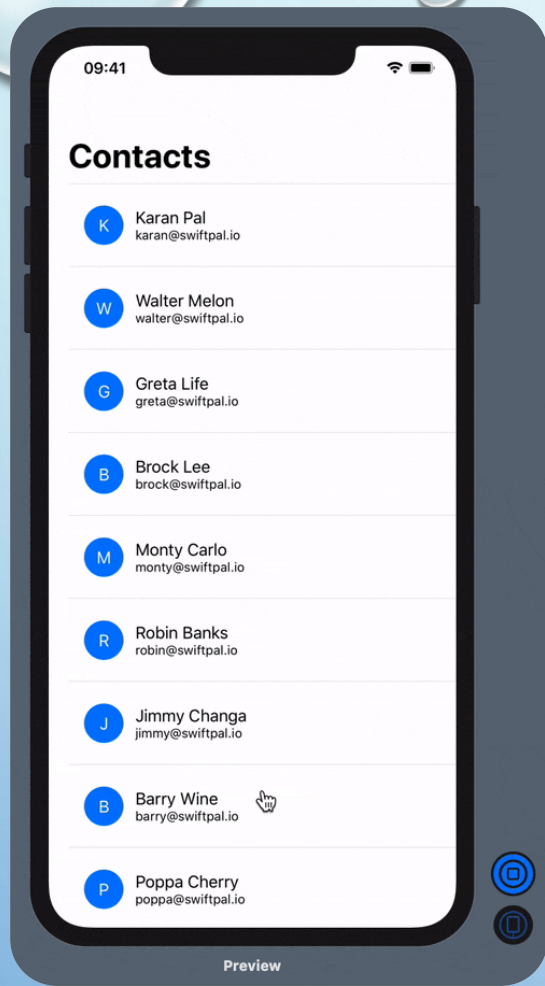 09:41
Contacts
K
Karan Pal
karan@swiftpal.io
W
Walter Melon
walter@swiftpal.io
G
Greta Life
greta@swiftpal.io
B
Brock Lee
brock@swiftpal.io
M
Monty Carlo
monty@swiftpal.io
R
Robin Banks
robin@swiftpal.io
J
Jimmy Changa
jimmy@swiftpal.io
B
Barry Wine
barry@swiftpal.io
P
Poppa Cherry
poppa@swiftpal.io
Preview